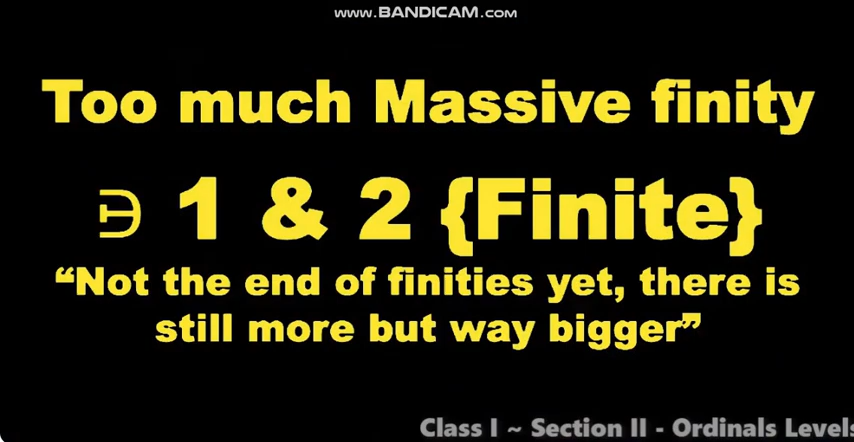 www.BANDICAM.com
Too much Massive finity
1 & 2 {Finite}
“Not the end of finities yet, there is
still more but way bigger”
Class I ~ Section II - Ordinals Levels